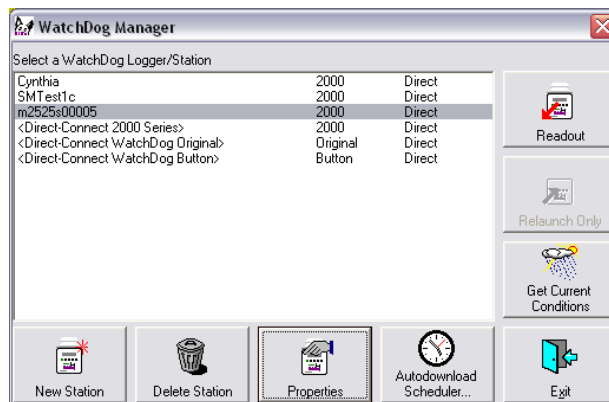 WatchDog Manager
Select a WatchDog Logger/Station
Cynthia 2000 Direct
SMTest1c 2000 Direct
m2525s00005 2000 Direct
<Direct-Connect 2000 Series> 2000 Direct
<Direct-Connect WatchDog Original> Original Direct
<Direct-Connect WatchDog Button> Button Direct
Readout
Relaunch Only
Get Current
Conditions
New Station
Delete Station
Properties
Autodownload
Scheduler...
Exit